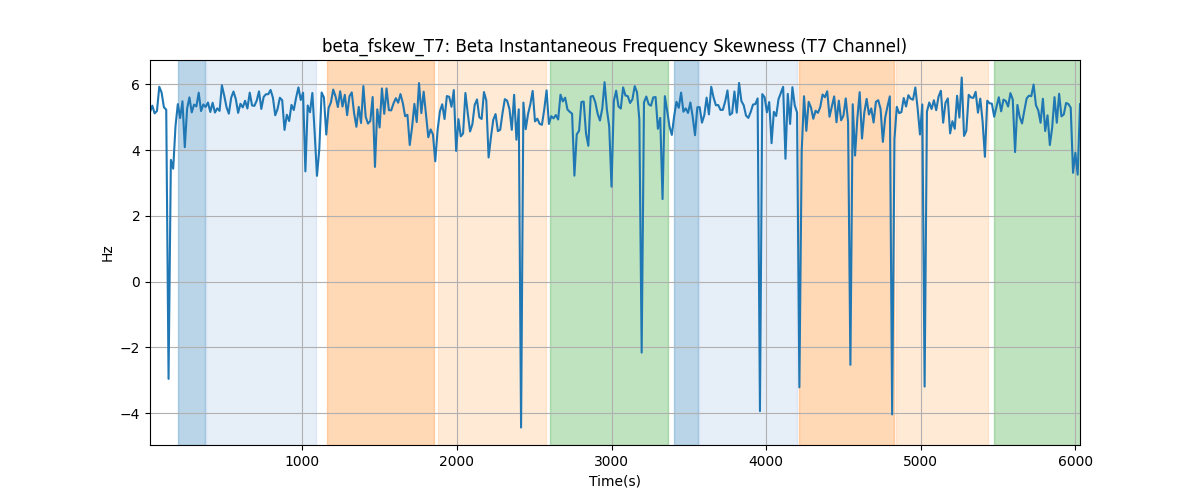 beta_fskew_T7: Beta Instantaneous Frequency Skewness (T7 Channel)
6
4
2
0
−2
−4
Hz
1000 2000 3000 4000 5000 6000
Time(s)